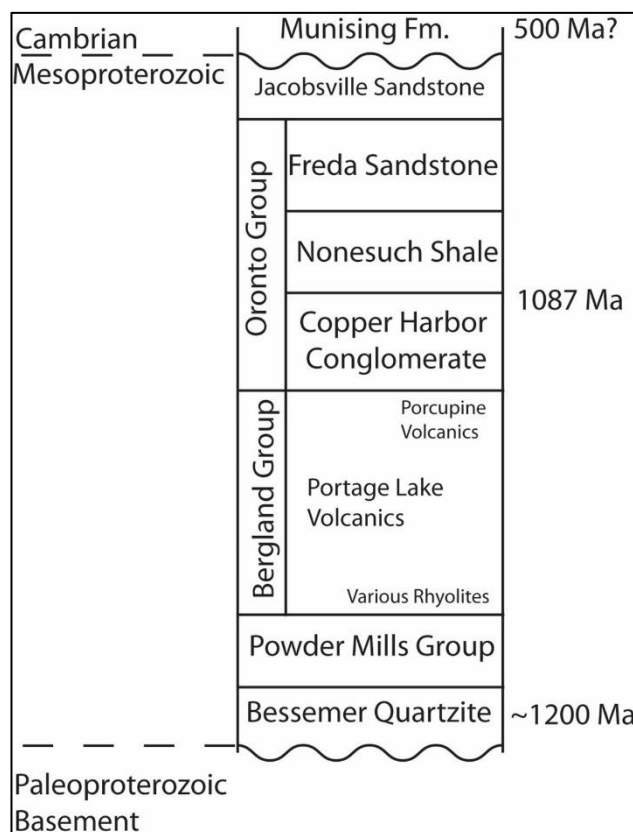 Cambrian
Munising Fm.
500 Ma?
Mesoproterozoic
Jacobsville Sandstone
Oronto Group
Freda Sandstone
Nonesuch Shale
1087 Ma
Copper Harbor
Conglomerate
Bergland Group
Porcupine
Volcanics
Portage Lake
Volcanics
Various Rhyolites
Powder Mills Group
Bessemer Quartzite
~1200 Ma
Paleoproterozoic
Basement